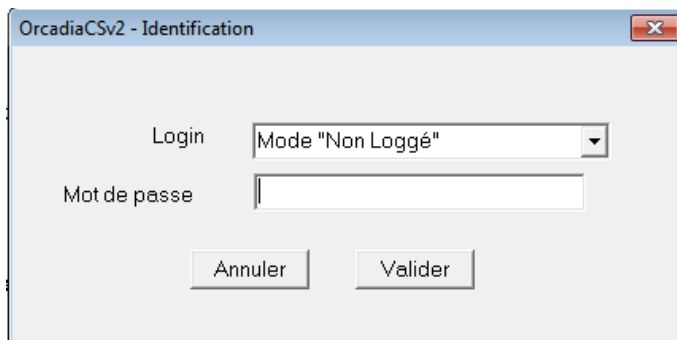 OrcadiaCSv2 - Identification
Login
Mode "Non Loggé"
Mot de passe
Annuler
Valider